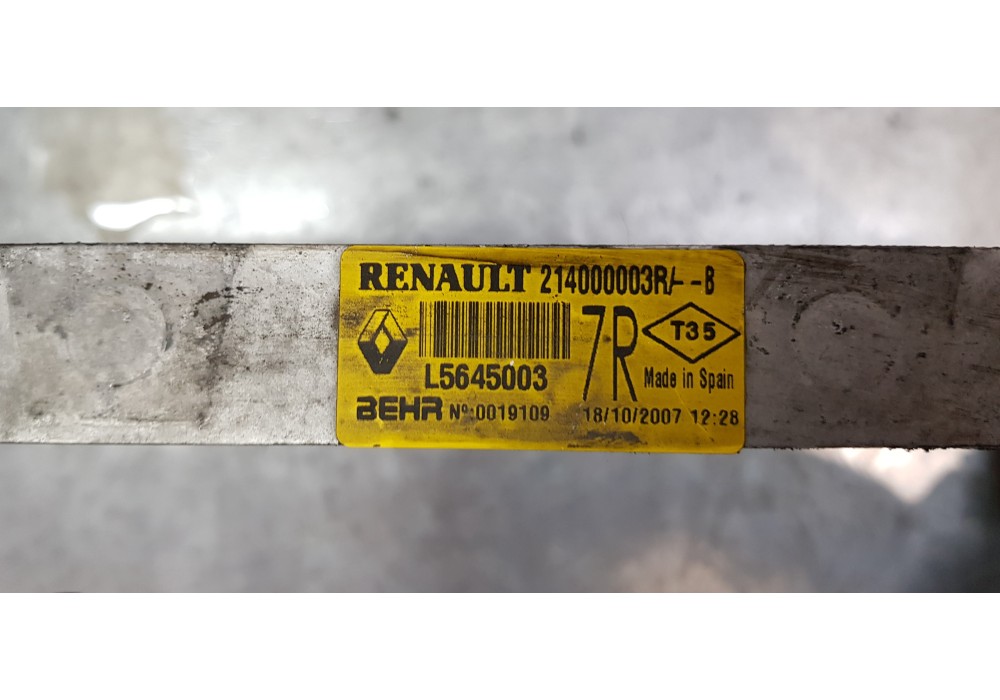 RENAULT 214000003R/--B
L5645003
7R
T35
Made in Spain
BEHR Nº:0019109
18/10/2007 12:28